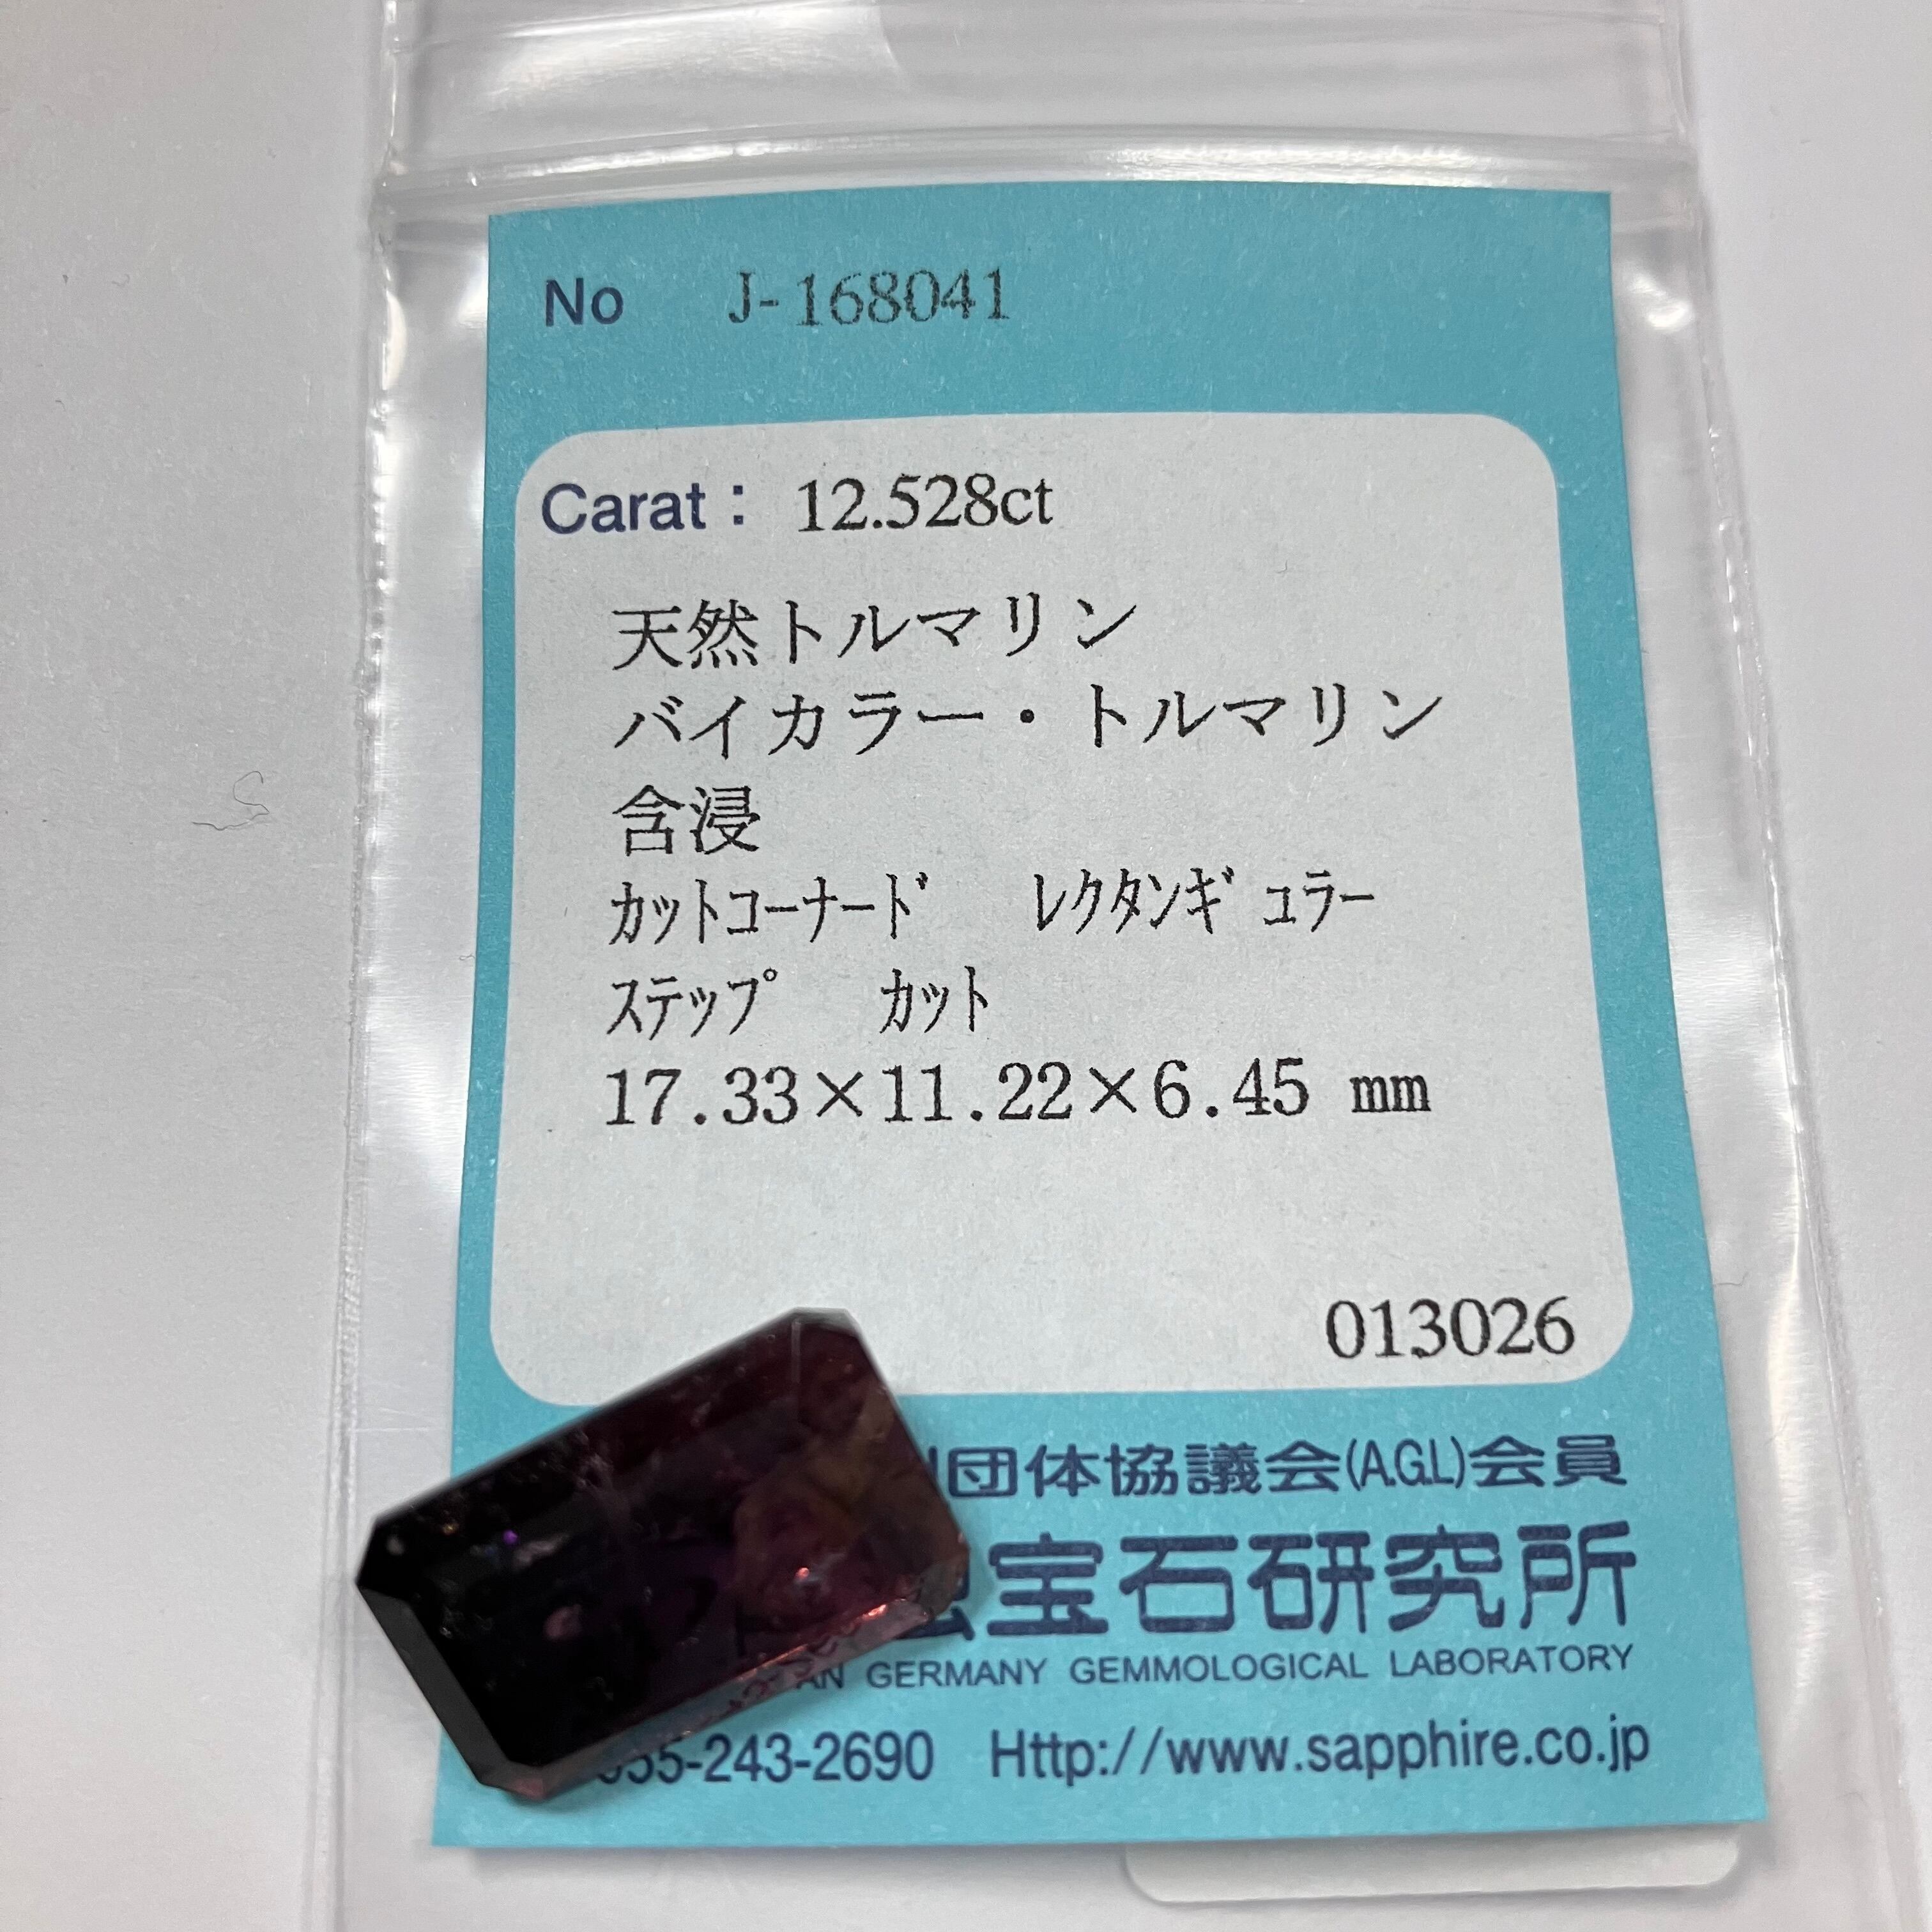 No J-168041
Carat： 12.528ct
天然トルマリン
バイカラー・トルマリン
含浸
ｶｯﾄｺｰﾅｰﾄﾞ ﾚｸﾀﾝｷﾞｭﾗｰ
ｽﾃｯﾌﾟ ｶｯﾄ
17.33×11.22×6.45 mm
013026
団体協議会(A.G.L)会員
宝石研究所
GERMANY GEMMOLOGICAL LABORATORY
55-243-2690 Http://www.sapphire.co.jp